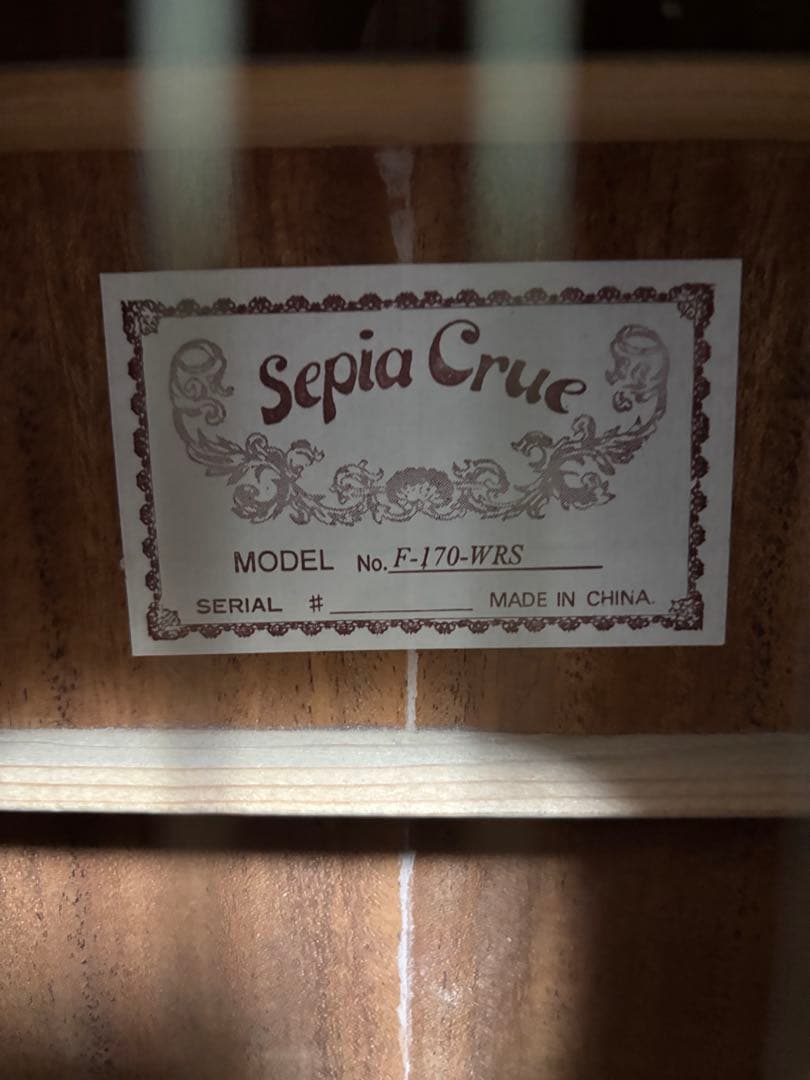 Sepia Crue
MODEL No. F-170-WRS
SERIAL # MADE IN CHINA.